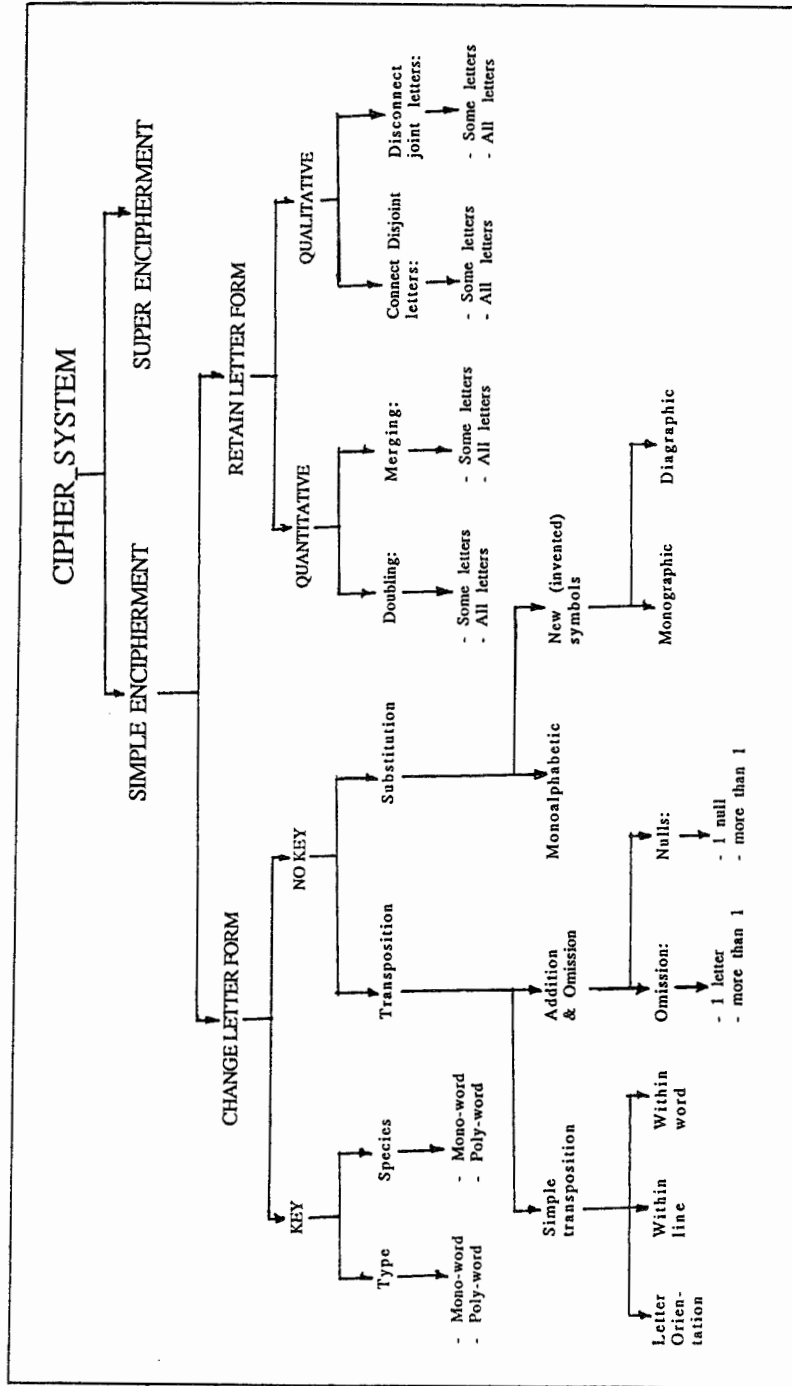 CIPHER SYSTEM
SIMPLE ENCIPHERMENT
SUPER ENCIPHERMENT
CHANGE LETTER FORM
RETAIN LETTER FORM
KEY
NO KEY
QUANTITATIVE
QUALITATIVE
Type
Species
Transposition
Substitution
Doubling:
Merging:
Connect Disjoint
letters:
Disconnect
joint letters:
- Mono-word
- Poly-word
- Mono-word
- Poly-word
- Some letters
- All letters
- Some letters
- All letters
- Some letters
- All letters
- Some letters
- All letters
Simple
transposition
Addition
& Omission
Monoalphabetic
New (invented)
symbols
Letter
Orien-
tation
Within
line
Within
word
Omission:
Nulls:
Monographic
Diagraphic
- 1 letter
- more than 1
- 1 null
- more than 1